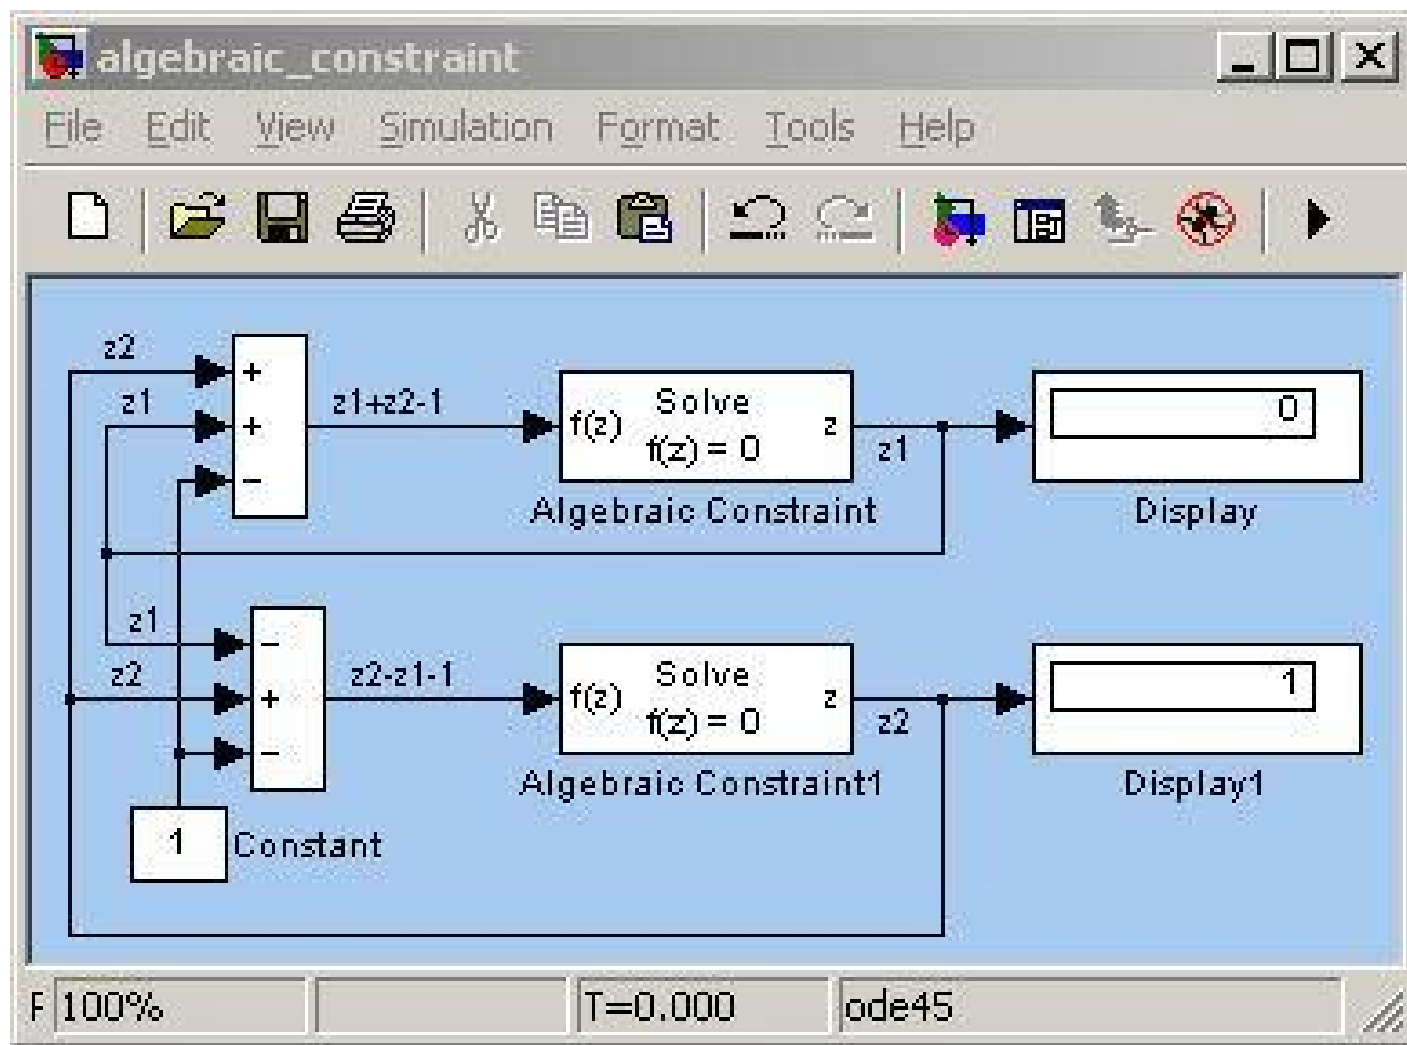 algebraic_constraint
File Edit View Simulation Format Tools Help
z2
+
z1
+
z1+z2-1
f(z)
Solve
f(z) = 0
z
z1
0
-
Algebraic Constraint
Display
z1
-
z2
+
z2-z1-1
f(z)
Solve
f(z) = 0
z
z2
1
-
Algebraic Constraint1
Display1
1
Constant
F 100% T=0.000 ode45